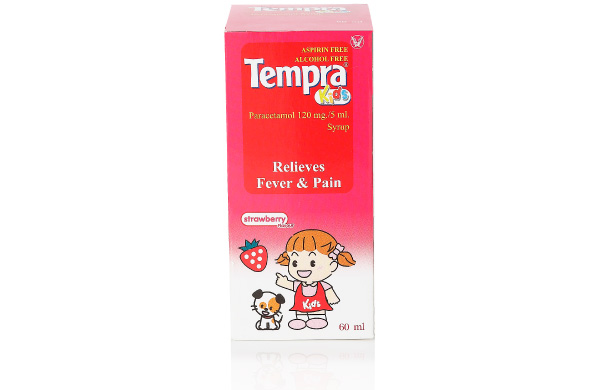 ASPIRIN FREE
ALCOHOL FREE
Tempra®
Kids
Paracetamol 120 mg./5 ml.
Syrup
Relieves
Fever & Pain
strawberry
Flavour
Kids
60 ml